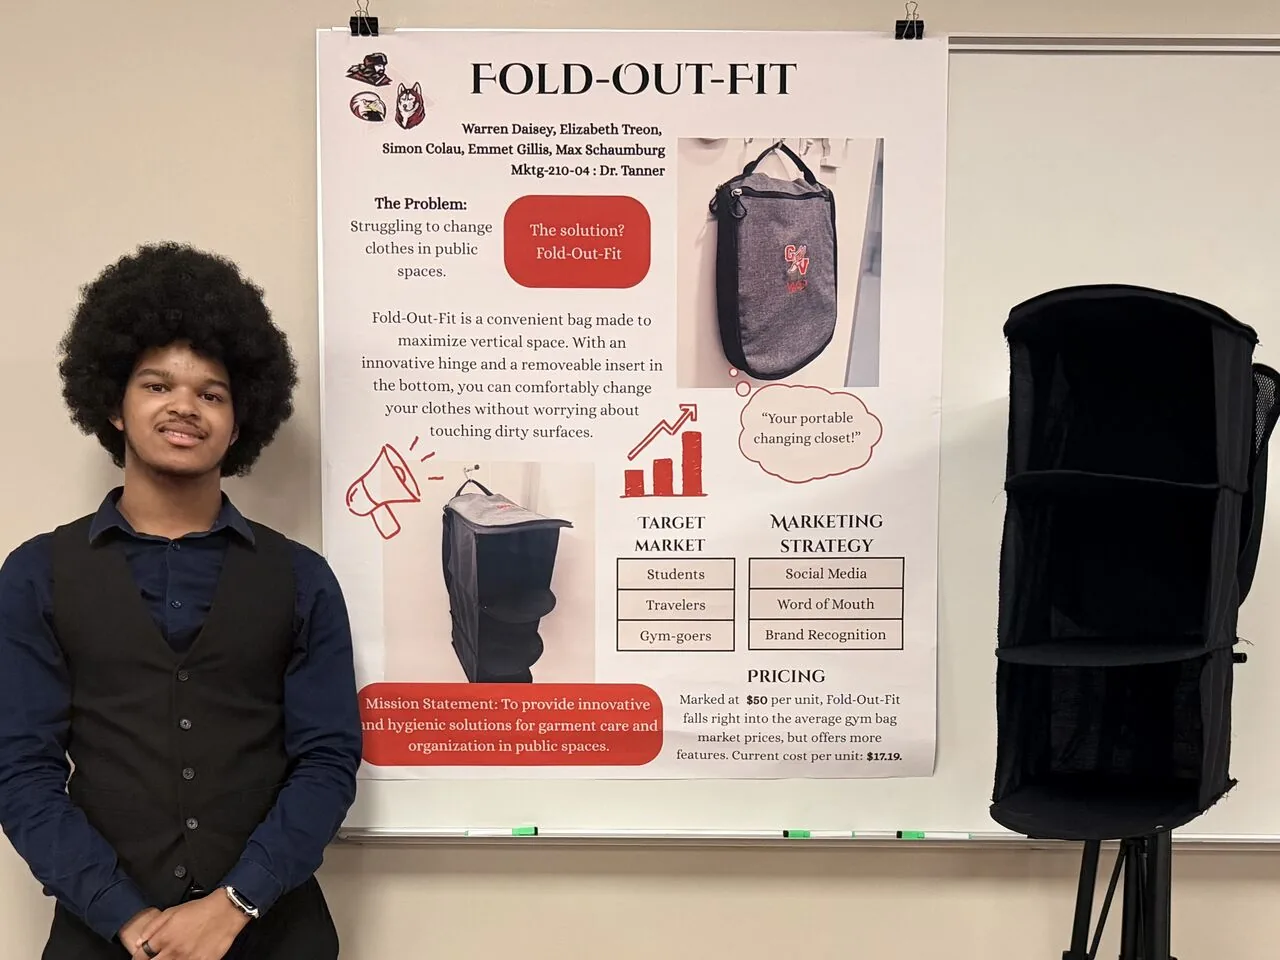 FOLD-OUT-FIT
Warren Daisey, Elizabeth Treon,
Simon Colau, Emmet Gillis, Max Schaumburg
Mktg-210-04 : Dr. Tanner
The Problem:
Struggling to change
clothes in public
spaces.
The solution?
Fold-Out-Fit
GV
Fold-Out-Fit is a convenient bag made to
maximize vertical space. With an
innovative hinge and a removeable insert in
the bottom, you can comfortably change
your clothes without worrying about
touching dirty surfaces.
“Your portable
changing closet!”
TARGET
MARKET
Students
Travelers
Gym-goers
MARKETING
STRATEGY
Social Media
Word of Mouth
Brand Recognition
Mission Statement: To provide innovative
and hygienic solutions for garment care and
organization in public spaces.
PRICING
Marked at $50 per unit, Fold-Out-Fit
falls right into the average gym bag
market prices, but offers more
features. Current cost per unit: $17.19.